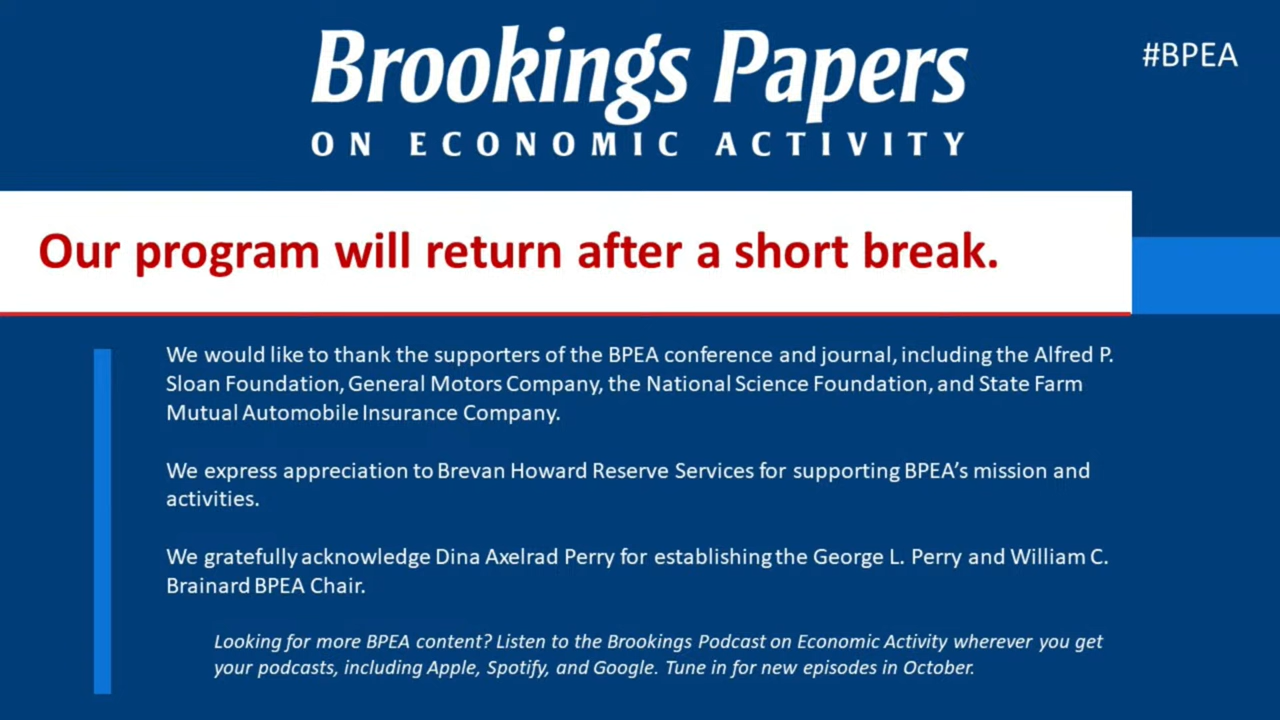 Brookings Papers
ON ECONOMIC ACTIVITY
#BPEA
Our program will return after a short break.
We would like to thank the supporters of the BPEA conference and journal, including the Alfred P.
Sloan Foundation, General Motors Company, the National Science Foundation, and State Farm
Mutual Automobile Insurance Company.
We express appreciation to Brevan Howard Reserve Services for supporting BPEA's mission and
activities.
We gratefully acknowledge Dina Axelrad Perry for establishing the George L. Perry and William C.
Brainard BPEA Chair.
Looking for more BPEA content? Listen to the Brookings Podcast on Economic Activity wherever you get
your podcasts, including Apple, Spotify, and Google. Tune in for new episodes in October.